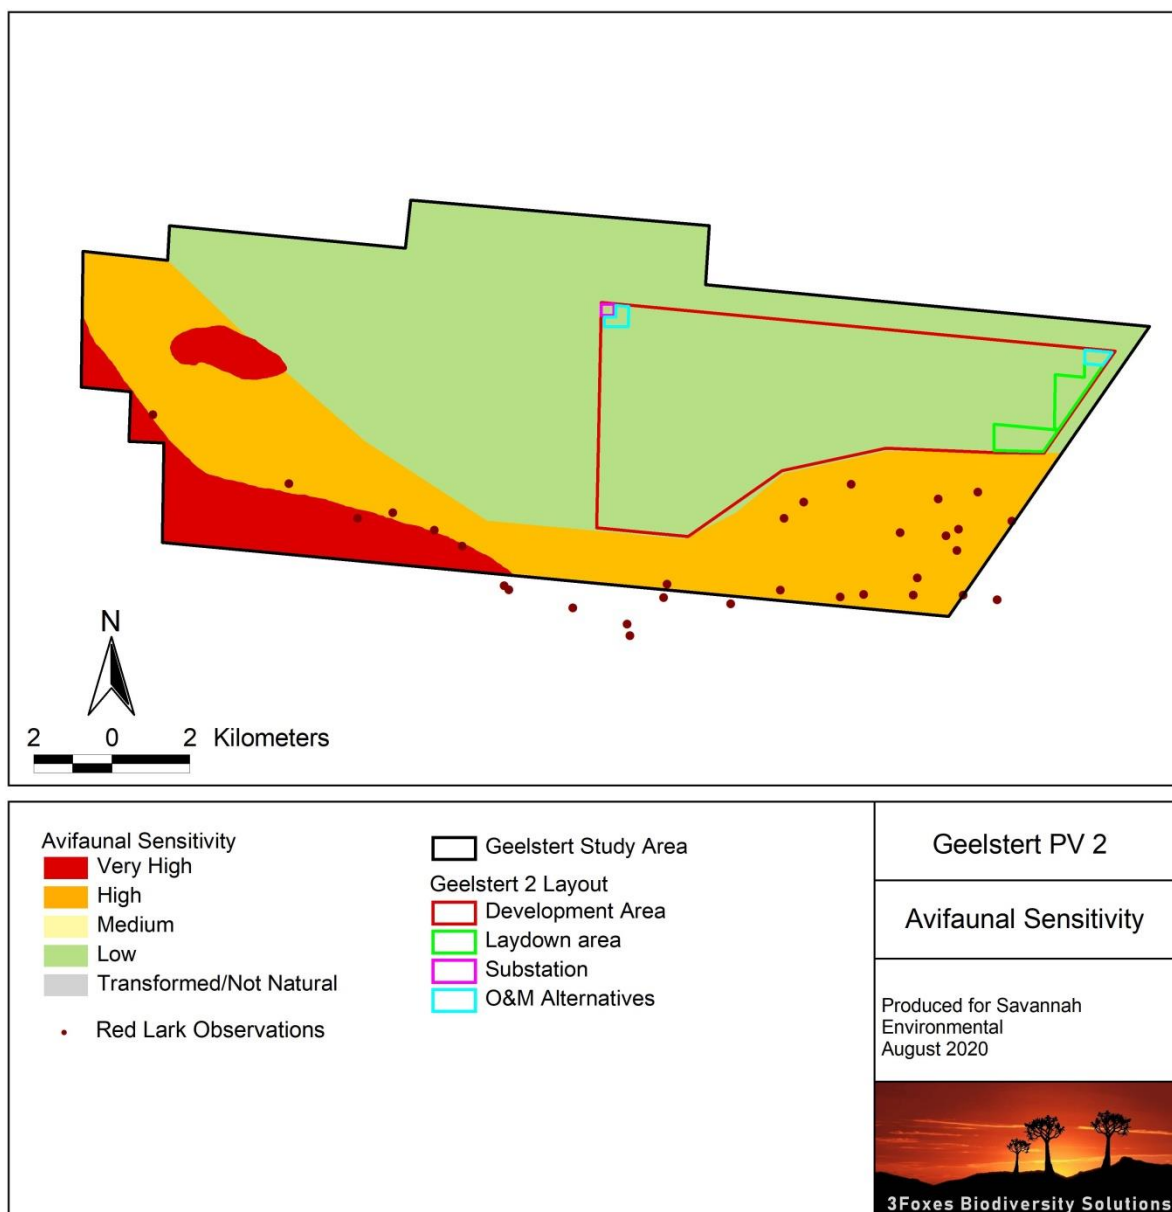 N
2 0 2 Kilometers
Avifaunal Sensitivity
Very High
High
Medium
Low
Transformed/Not Natural
Red Lark Observations
Geelstert Study Area
Geelstert 2 Layout
Development Area
Laydown area
Substation
O&M Alternatives
Geelstert PV 2
Avifaunal Sensitivity
Produced for Savannah
Environmental
August 2020
3Foxes Biodiversity Solutions